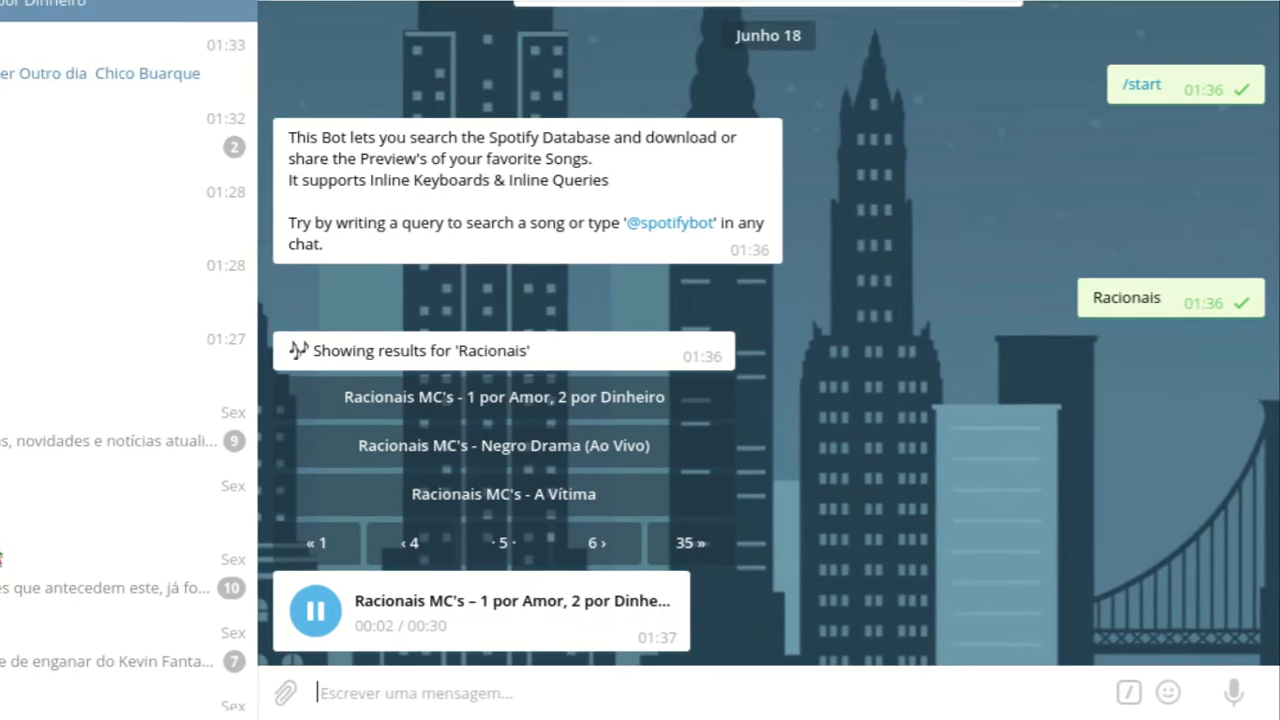 por Dinheiro
01:33
er Outro dia Chico Buarque
01:32
2
01:28
01:28
01:27
Sex
s, novidades e notícias atuali... 9
Sex
Sex
es que antecedem este, já fo... 10
Sex
e de enganar do Kevin Fanta... 7
Sex
Junho 18
/start 01:36
This Bot lets you search the Spotify Database and download or
share the Preview's of your favorite Songs.
It supports Inline Keyboards & Inline Queries
Try by writing a query to search a song or type '@spotifybot' in any
chat.
01:36
Racionais 01:36
🎶 Showing results for 'Racionais' 01:36
Racionais MC's - 1 por Amor, 2 por Dinheiro
Racionais MC's - Negro Drama (Ao Vivo)
Racionais MC's - A Vítima
« 1 ‹ 4 · 5 · 6 › 35 »
Racionais MC's – 1 por Amor, 2 por Dinhe...
00:02 / 00:30
01:37
Escrever uma mensagem...